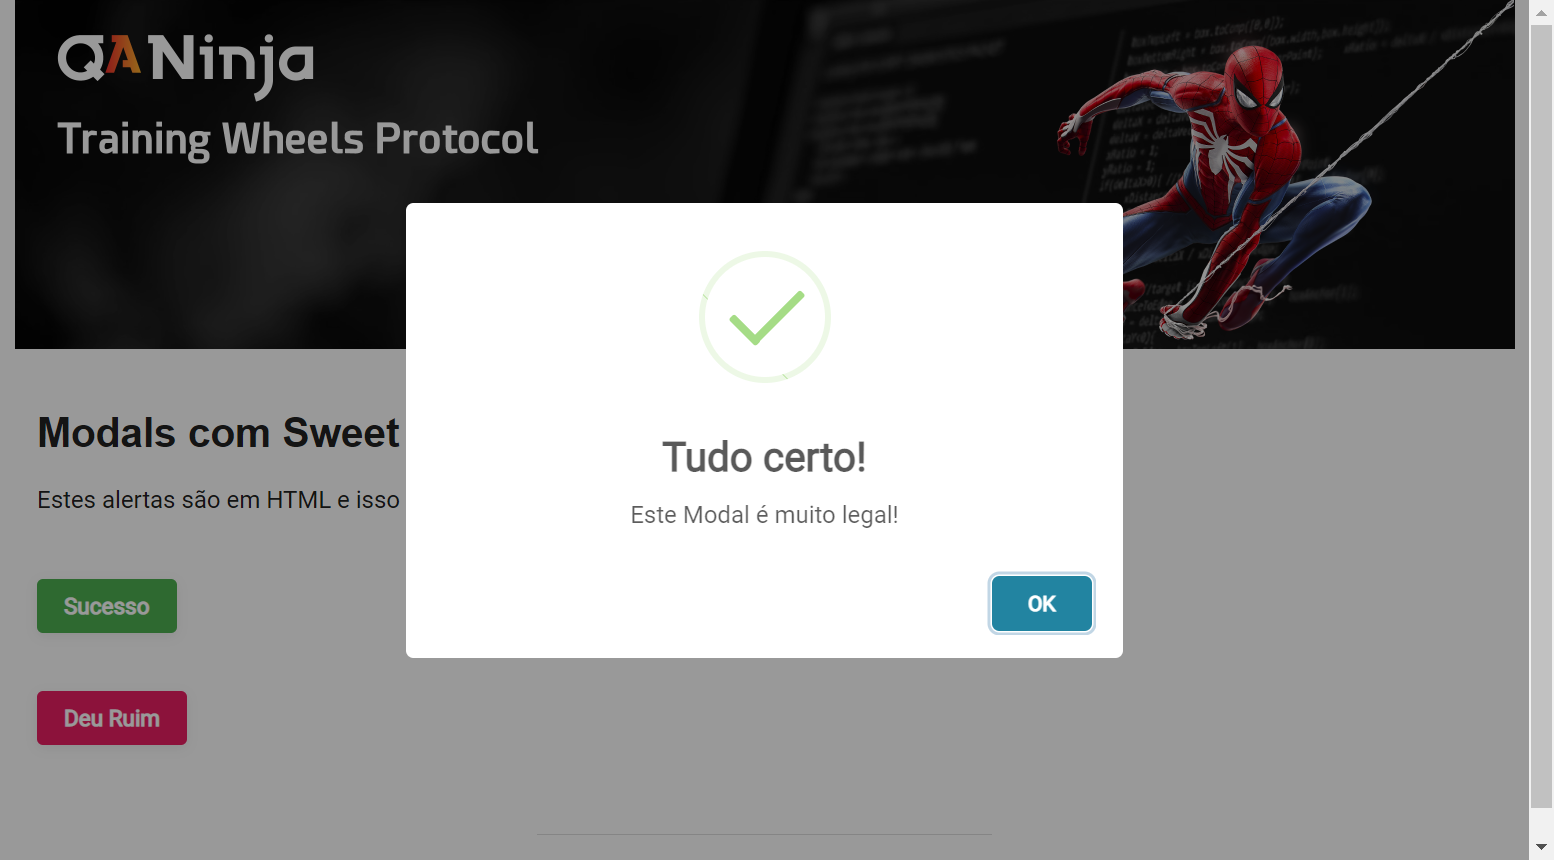 QANinja
Training Wheels Protocol
Tudo certo!
Este Modal é muito legal!
OK
Modals com Sweet
Estes alertas são em HTML e isso
Sucesso
Deu Ruim